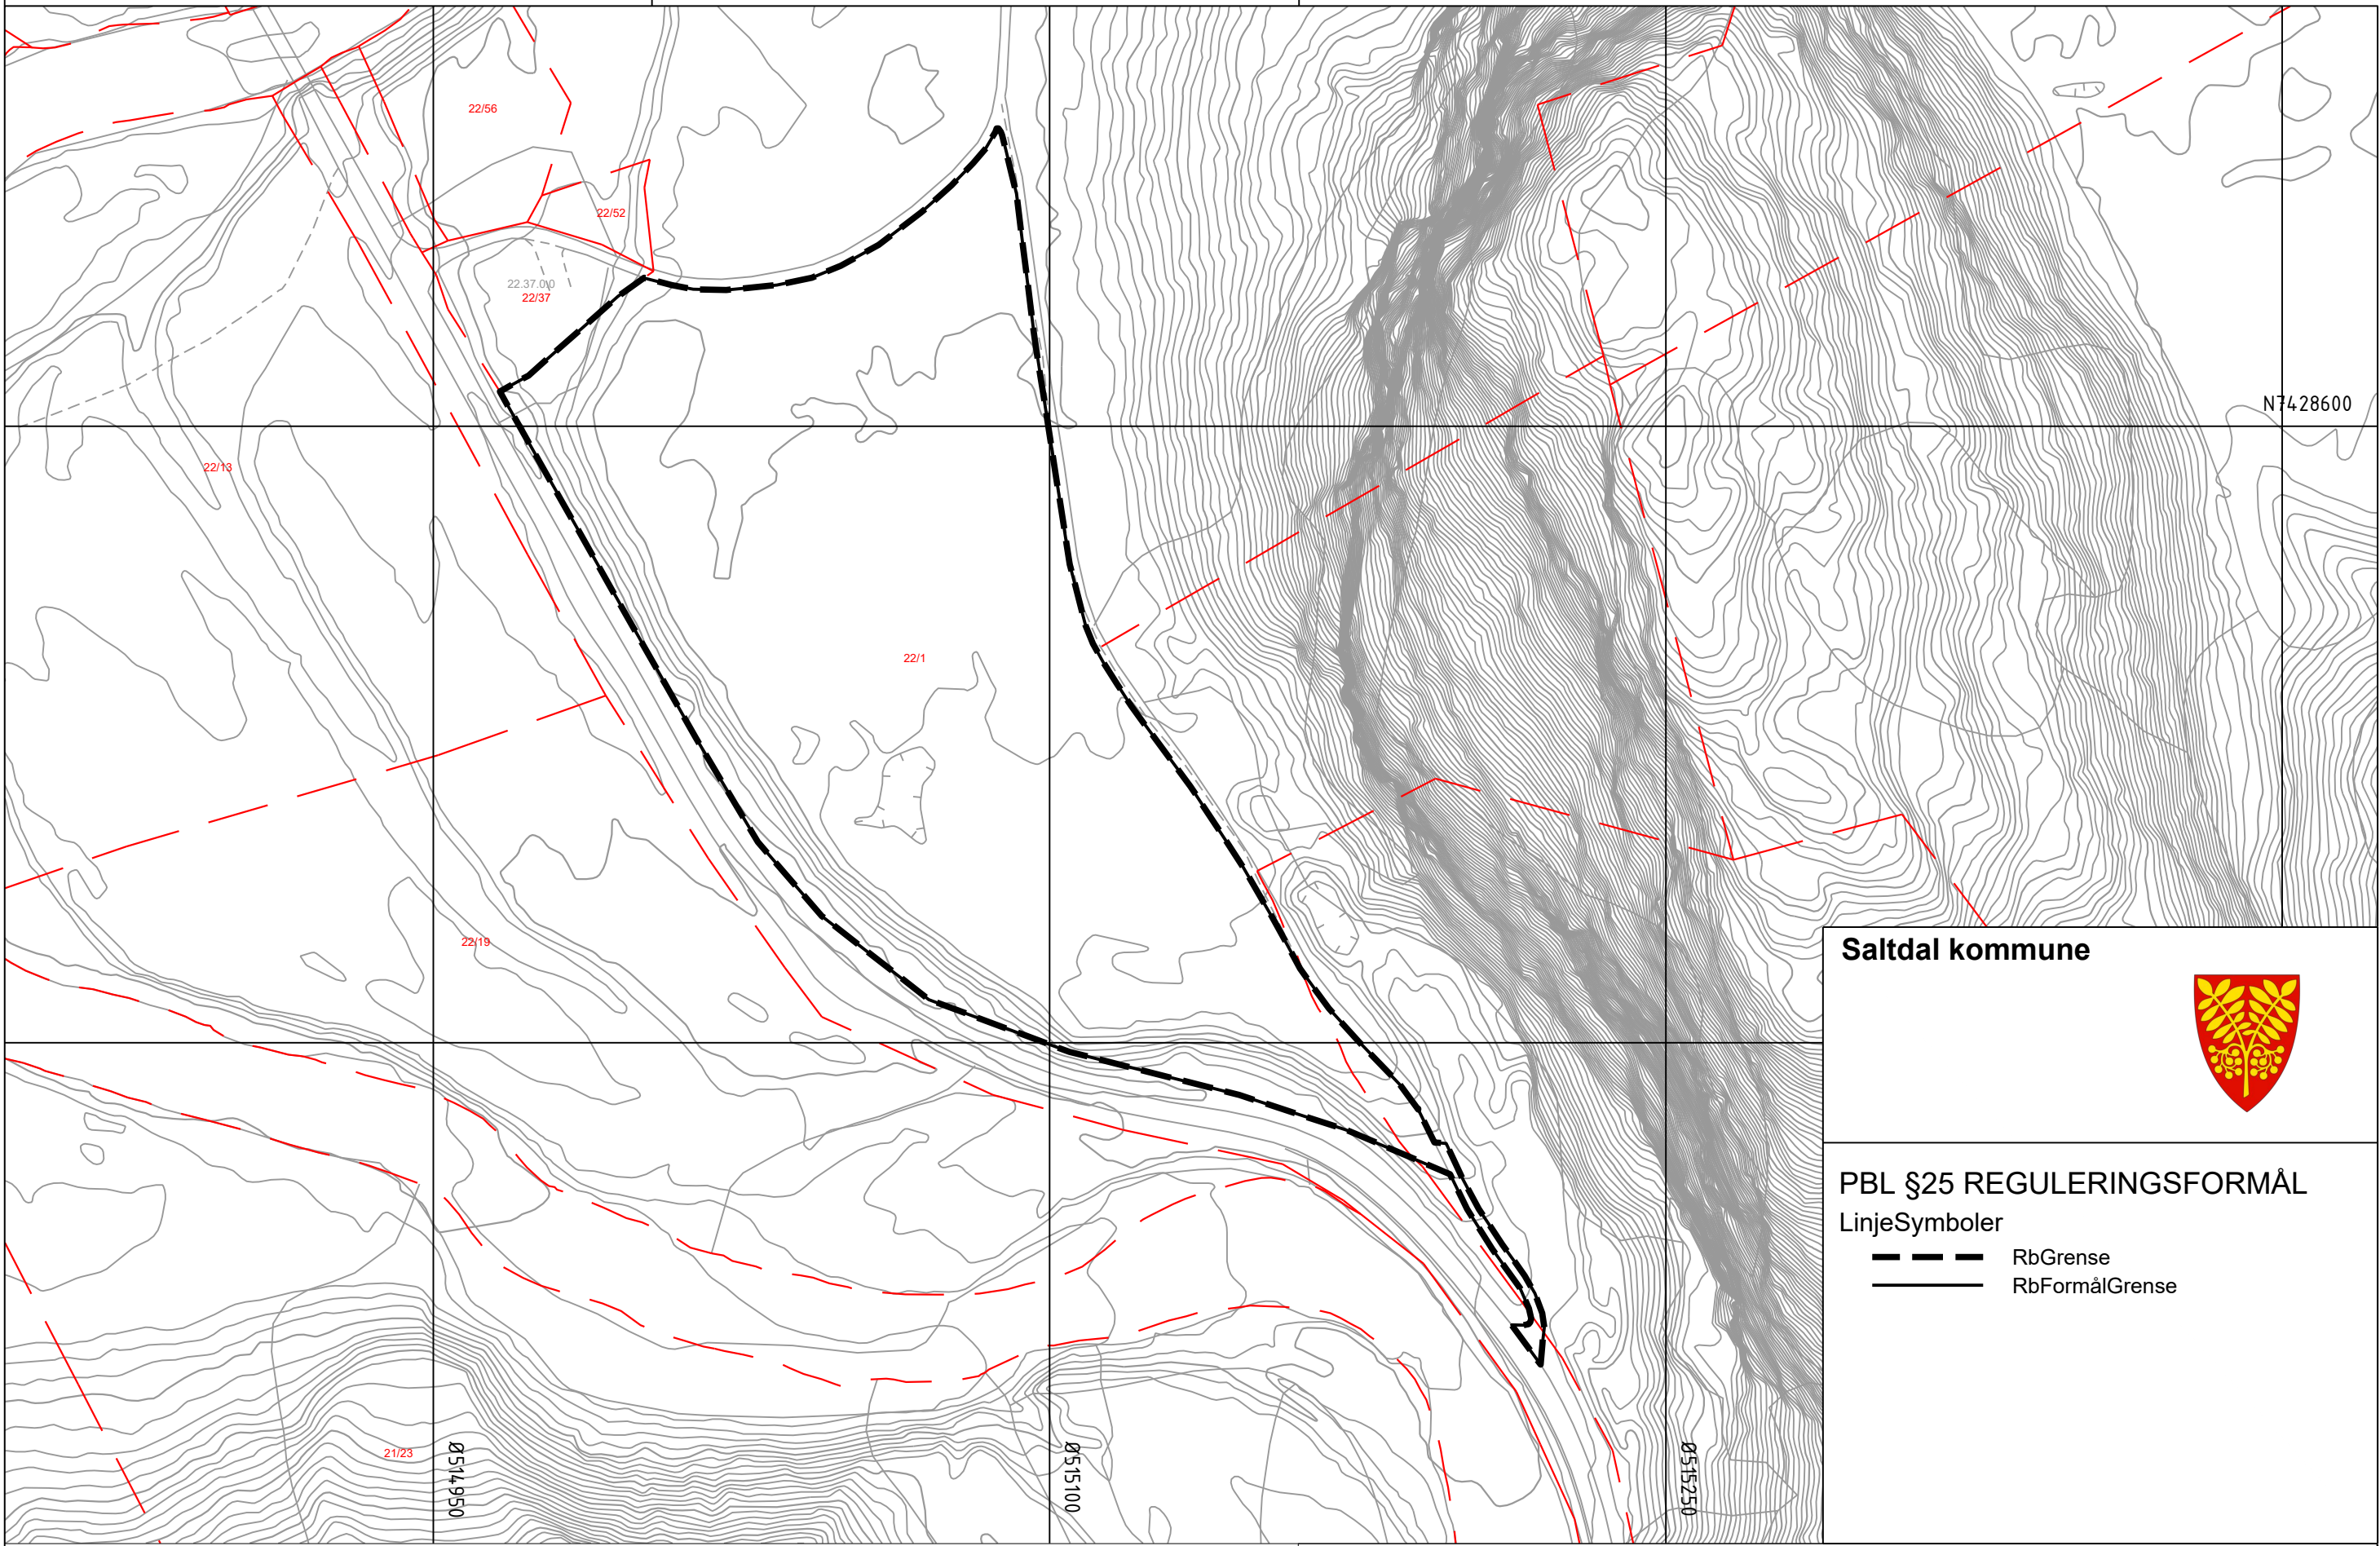 22/56
22/52
22.37.0.0
22/37
N7428600
22/13
22/1
22/19
Saltdal kommune
PBL §25 REGULERINGSFORMÅL
LinjeSymboler
RbGrense
RbFormålGrense
21/23
Ø514950
Ø515100
Ø515250